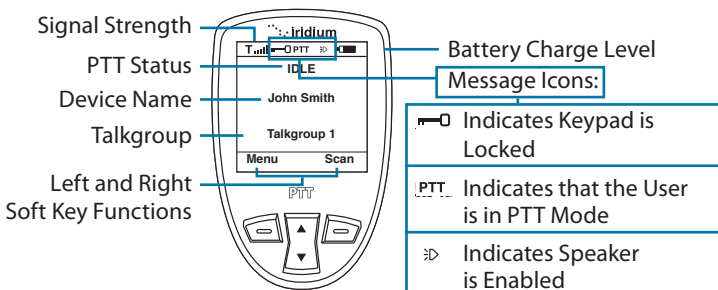 Signal Strength
PTT Status
Device Name
Talkgroup
Left and Right
Soft Key Functions
iridium
T PTT
IDLE
John Smith
Talkgroup 1
Menu Scan
PTT
Battery Charge Level
Message Icons:
Indicates Keypad is
Locked
PTT Indicates that the User
is in PTT Mode
Indicates Speaker
is Enabled